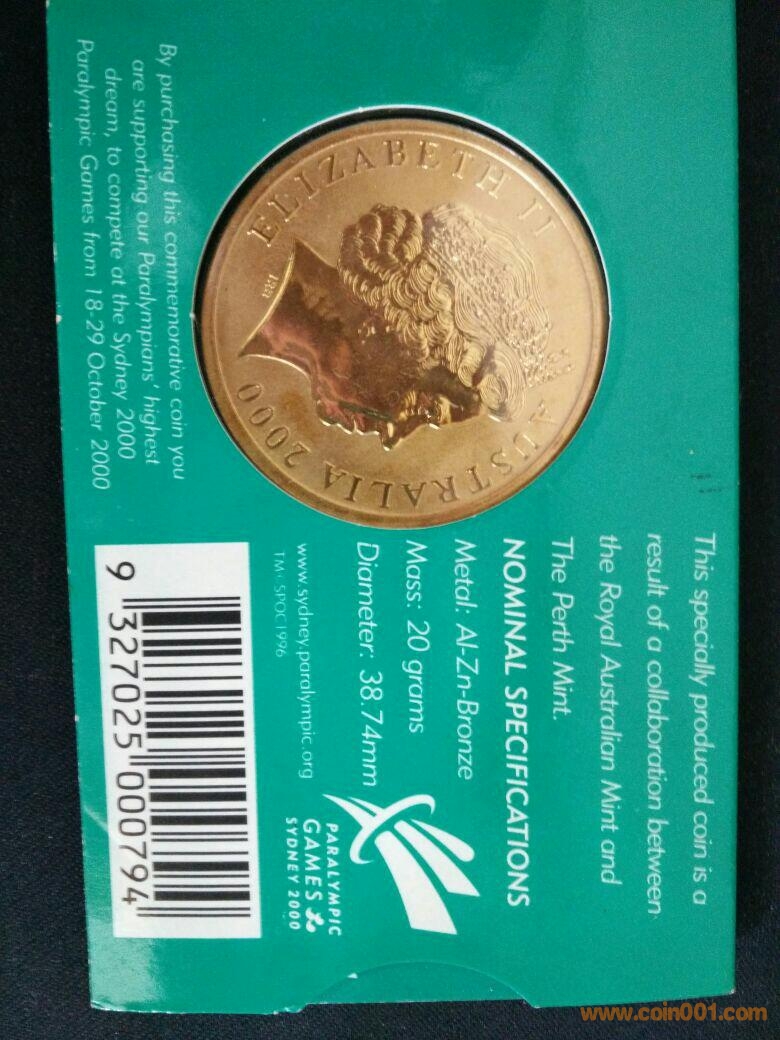 This specially produced coin is a
result of a collaboration between
the Royal Australian Mint and
The Perth Mint.
NOMINAL SPECIFICATIONS
Metal: Al-Zn-Bronze
Mass: 20 grams
Diameter: 38.74mm
www.sydney.paralympic.org
TM © SPOC1996
PARALYMPIC
GAMES
SYDNEY 2000
ELIZABETH II
AUSTRALIA 2000
IRB
By purchasing this commemorative coin you
are supporting our Paralympians' highest
dream, to compete at the Sydney 2000
Paralympic Games from 18-29 October 2000
9 327025 000794
www.coin001.com